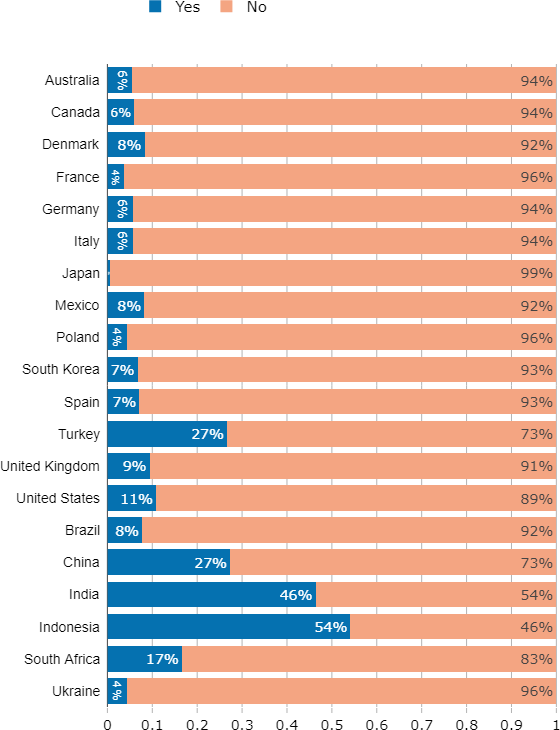 Yes No
Australia 6% 94%
Canada 6% 94%
Denmark 8% 92%
France 4% 96%
Germany 6% 94%
Italy 6% 94%
Japan 99%
Mexico 8% 92%
Poland 4% 96%
South Korea 7% 93%
Spain 7% 93%
Turkey 27% 73%
United Kingdom 9% 91%
United States 11% 89%
Brazil 8% 92%
China 27% 73%
India 46% 54%
Indonesia 54% 46%
South Africa 17% 83%
Ukraine 4% 96%
0 0.1 0.2 0.3 0.4 0.5 0.6 0.7 0.8 0.9 1